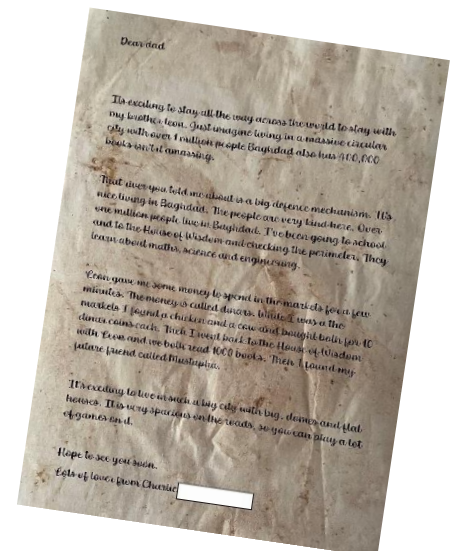 Dear dad
Its exciting to stay all the way across the world to stay with
my brother leon. Just imagine living in a massive circular
city with over 1 million people Baghdad also has 400,000
books isn't it amassing.
That river you told me about is a big defence mechanism. It's
nice living in Baghdad. The people are very kind here. Over
one million people live in Baghdad. I've been going to school
and to the House of Wisdom and checking the perimeter. They
learn about maths, science and engineering.
Leon gave me some money to spend in the markets for a few
minutes. The money is called dinars. While I was a the
markets I found a chicken and a cow and bought both for 10
dinar coins each. Then I went back to the House of Wisdom
with Leon and we both read 1000 books. Then I found my
future friend called Mustapha.
It's exciting to live in such a big city with big, domes and flat
houses. It is very spacious on the roads, so you can play a lot
of games on
Hope to see you soon.
Lots of love from